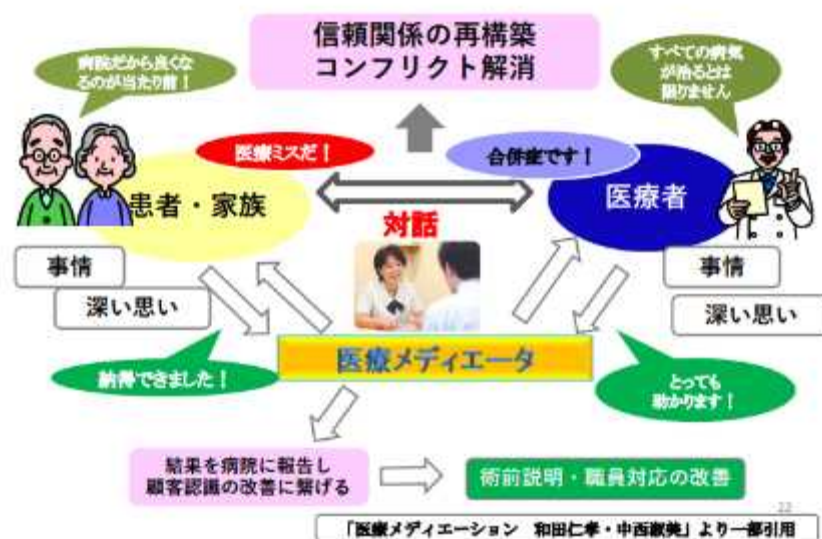 信頼関係の再構築
コンフリクト解消
病院だから良くな
るのが当たり前！
すべての病気
が治るとは
限りません
医療ミスだ！
合併症です！
患者・家族
医療者
対話
事情
深い思い
事情
深い思い
医療メディエータ
納得できました！
とっても
助かります！
結果を病院に報告し
顧客認識の改善に繋げる
術前説明・職員対応の改善
22
「医療メディエーション　和田仁孝・中西淑美」より一部引用